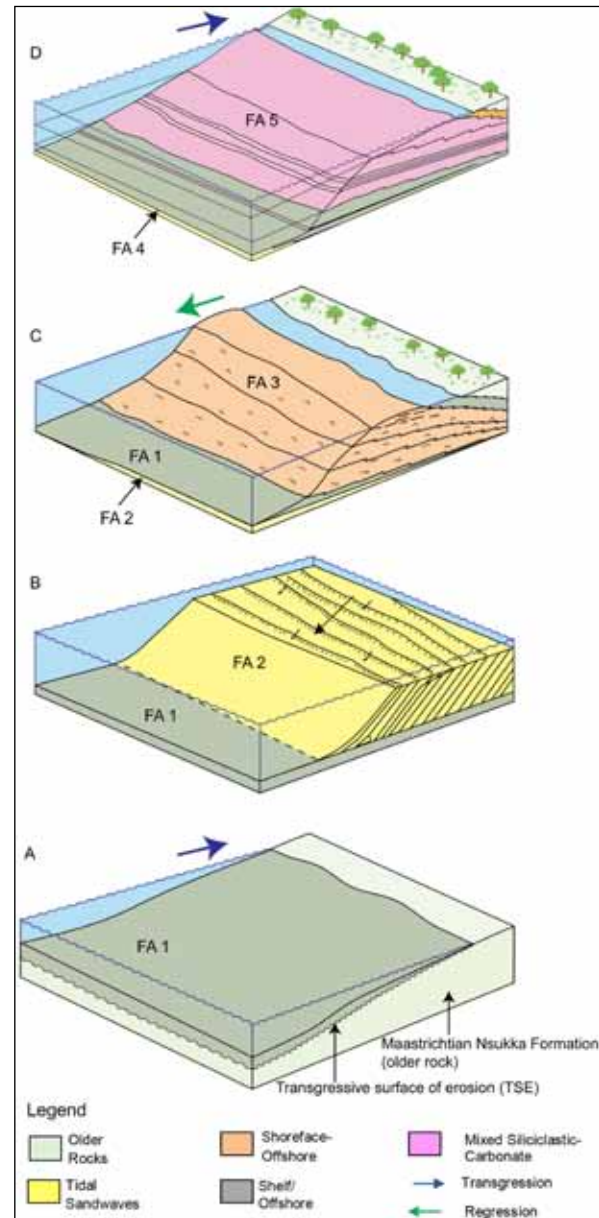 D
FA 5
FA 4
C
FA 3
FA 1
FA 2
B
FA 2
FA 1
A
FA 1
Maastrichtian Nsukka Formation
(older rock)
Transgressive surface of erosion (TSE)
Legend
Older
Rocks
Shoreface-
Offshore
Mixed Siliciclastic-
Carbonate
Tidal
Sandwaves
Shelf/
Offshore
Transgression
Regression